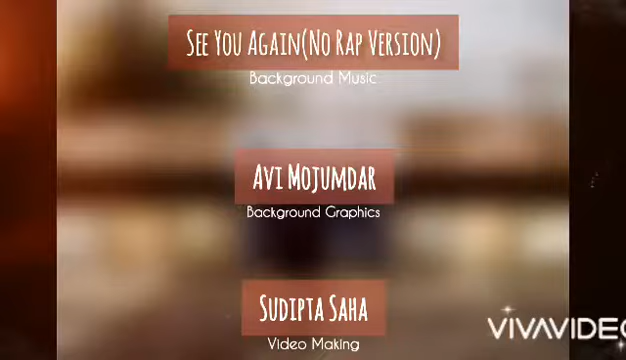 See You Again(No Rap Version)
Background Music
Avi Mojumdar
Background Graphics
Sudipta Saha
Video Making
VIVAVIDEO